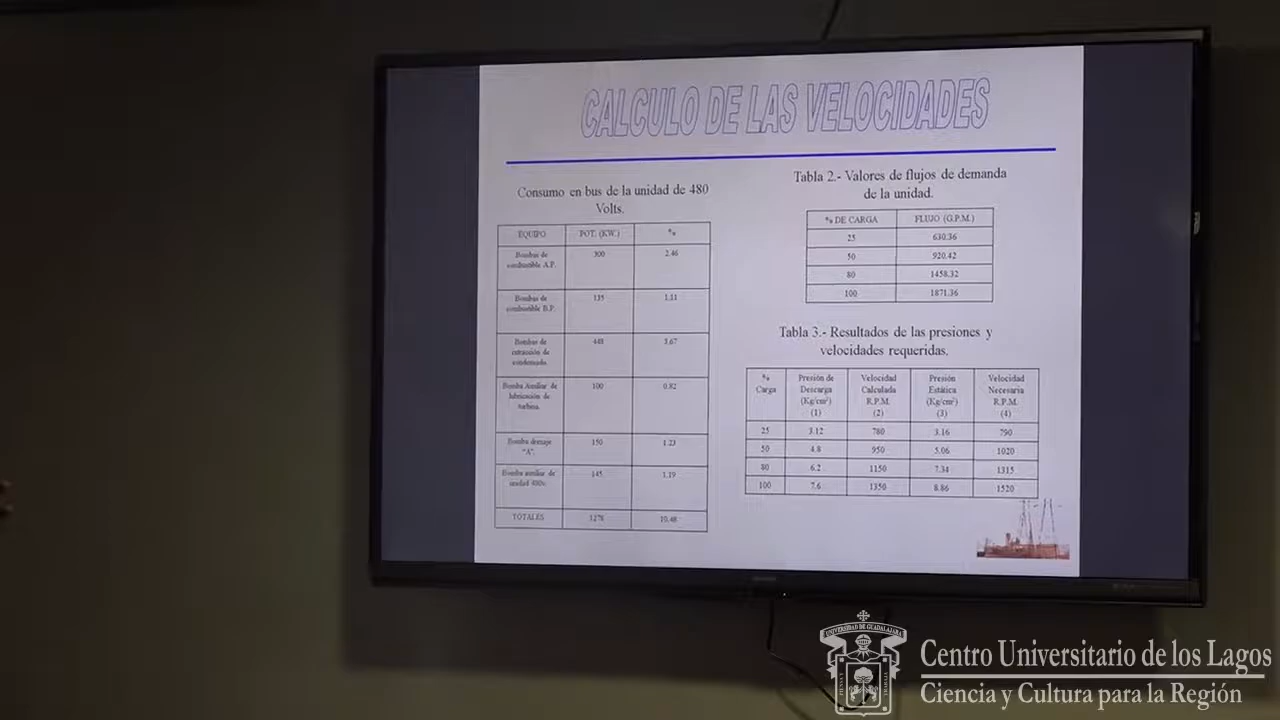 CALCULO DE LAS VELOCIDADES
Consumo en bus de la unidad de 480
Volts.
EQUIPO POT. (KW.) %
Bombas de
combustible A.P. 300 2.46
Bombas de
combustible B.P. 135 1.11
Bombas de
extracción de
condensado. 448 3.67
Bomba Auxiliar de
lubricación de
turbina. 100 0.82
Bomba drenaje
"A". 150 1.23
Bomba auxiliar de
unidad 480v. 145 1.19
TOTALES 1278 10.48
Tabla 2.- Valores de flujos de demanda
de la unidad.
% DE CARGA FLUJO (G.P.M.)
25 630.36
50 920.42
80 1458.32
100 1871.36
Tabla 3.- Resultados de las presiones y
velocidades requeridas.
% Presión de Velocidad Presión Velocidad
Carga Descarga Calculada Estática Necesaria
(Kg/cm²) R.P.M. (Kg/cm²) R.P.M.
(1) (2) (3) (4)
25 3.12 780 3.16 790
50 4.8 950 5.06 1020
80 6.2 1150 7.34 1315
100 7.6 1350 8.86 1520
UNIVERSIDAD DE GUADALAJARA
Centro Universitario de los Lagos
Ciencia y Cultura para la Región